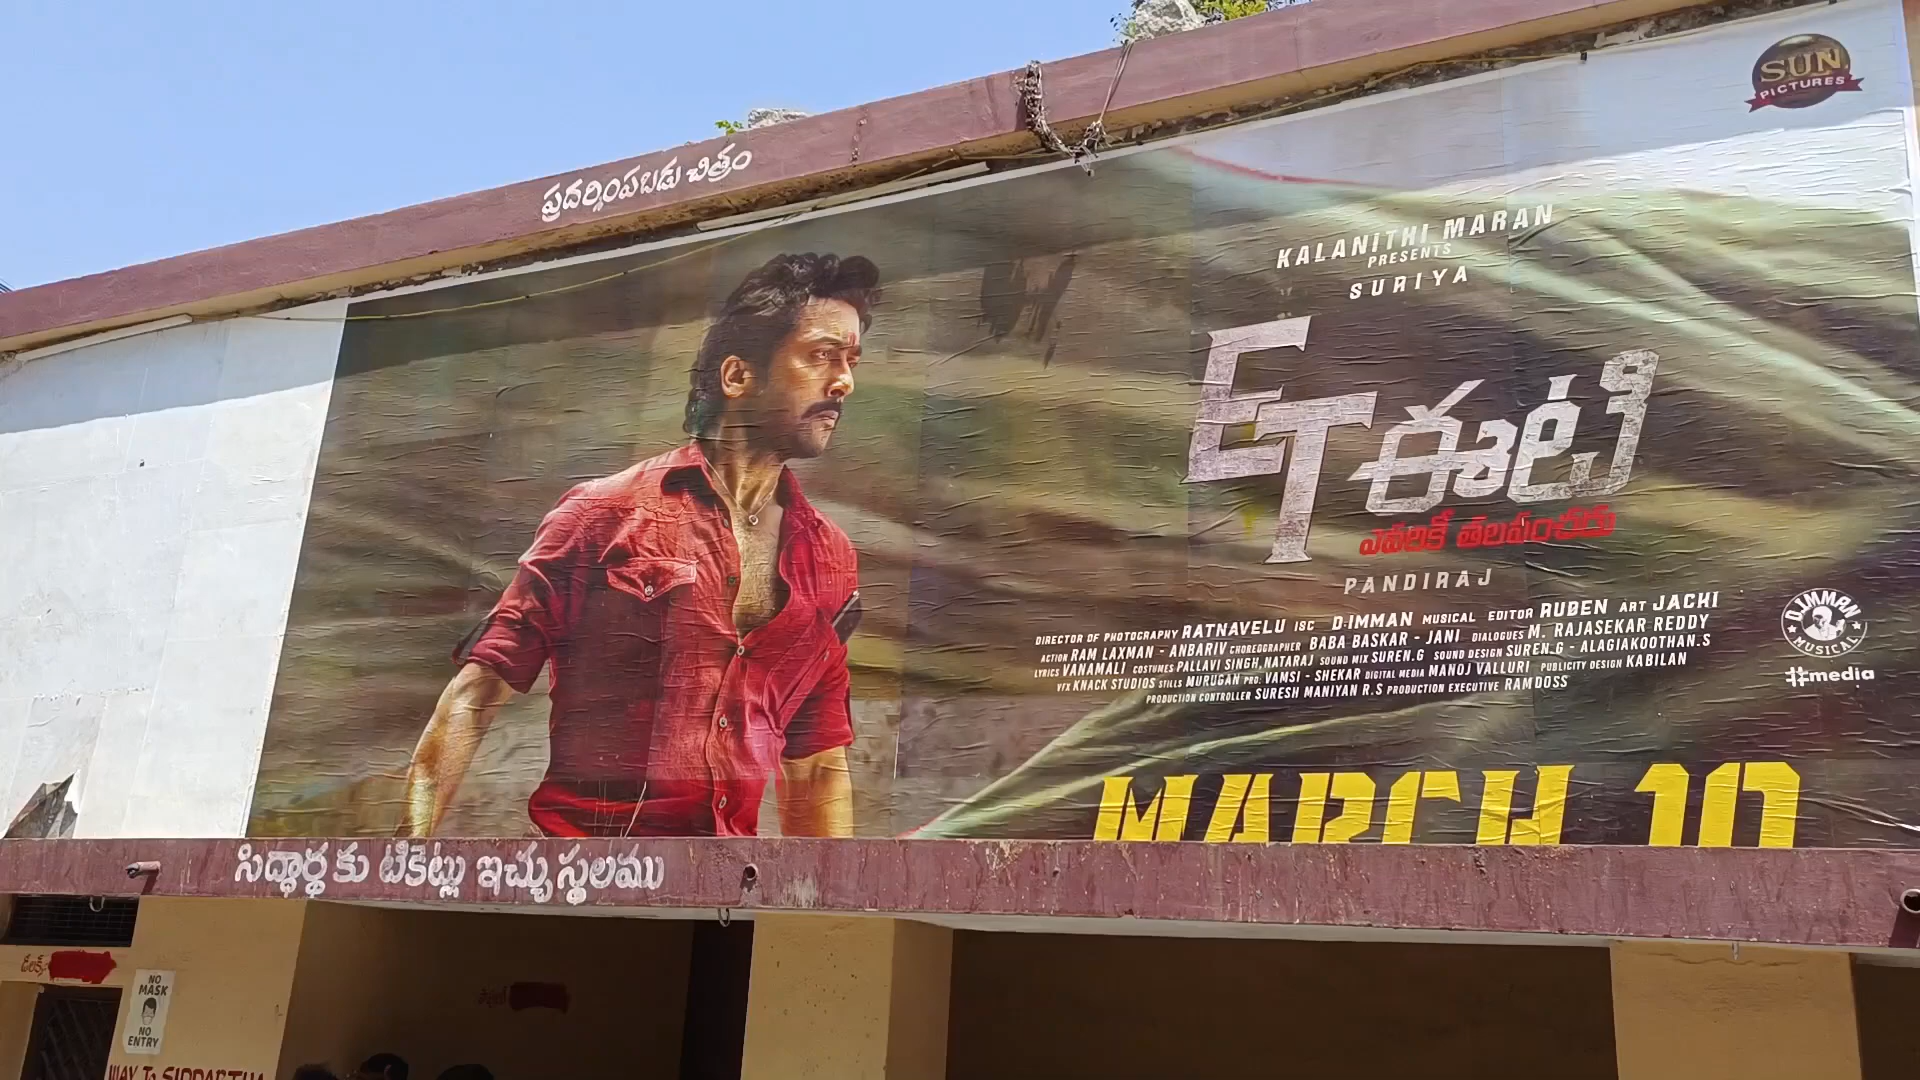 SUN
PICTURES
ప్రదర్శింపబడు చిత్రం
KALANITHI MARAN
PRESENTS
SURIYA
ET ఈటి
ఎవరికీ తలవంచడు
PANDIRAJ
DIRECTOR OF PHOTOGRAPHY RATNAVELU ISC D·IMMAN MUSICAL EDITOR RUBEN ART JACKI
ACTION RAM LAXMAN - ANBARIV CHOREOGRAPHER BABA BASKAR - JANI DIALOGUES M. RAJASEKAR REDDY
LYRICS VANAMALI COSTUMES PALLAVI SINGH, NATARAJ SOUND MIX SUREN.G SOUND DESIGN SUREN.G - ALAGIAKOOTHAN.S
VFX KNACK STUDIOS STILLS MURUGAN PRO: VAMSI - SHEKAR DIGITAL MEDIA MANOJ VALLURI PUBLICITY DESIGN KABILAN
PRODUCTION CONTROLLER SURESH MANIYAN R.S PRODUCTION EXECUTIVE RAMDOSS
D.IMMAN
MUSICAL
#media
MARCH 10
సిద్ధార్థ కు టికెట్లు ఇచ్చు స్థలము
NO
MASK
NO
ENTRY
WAY To SIDDARTHA